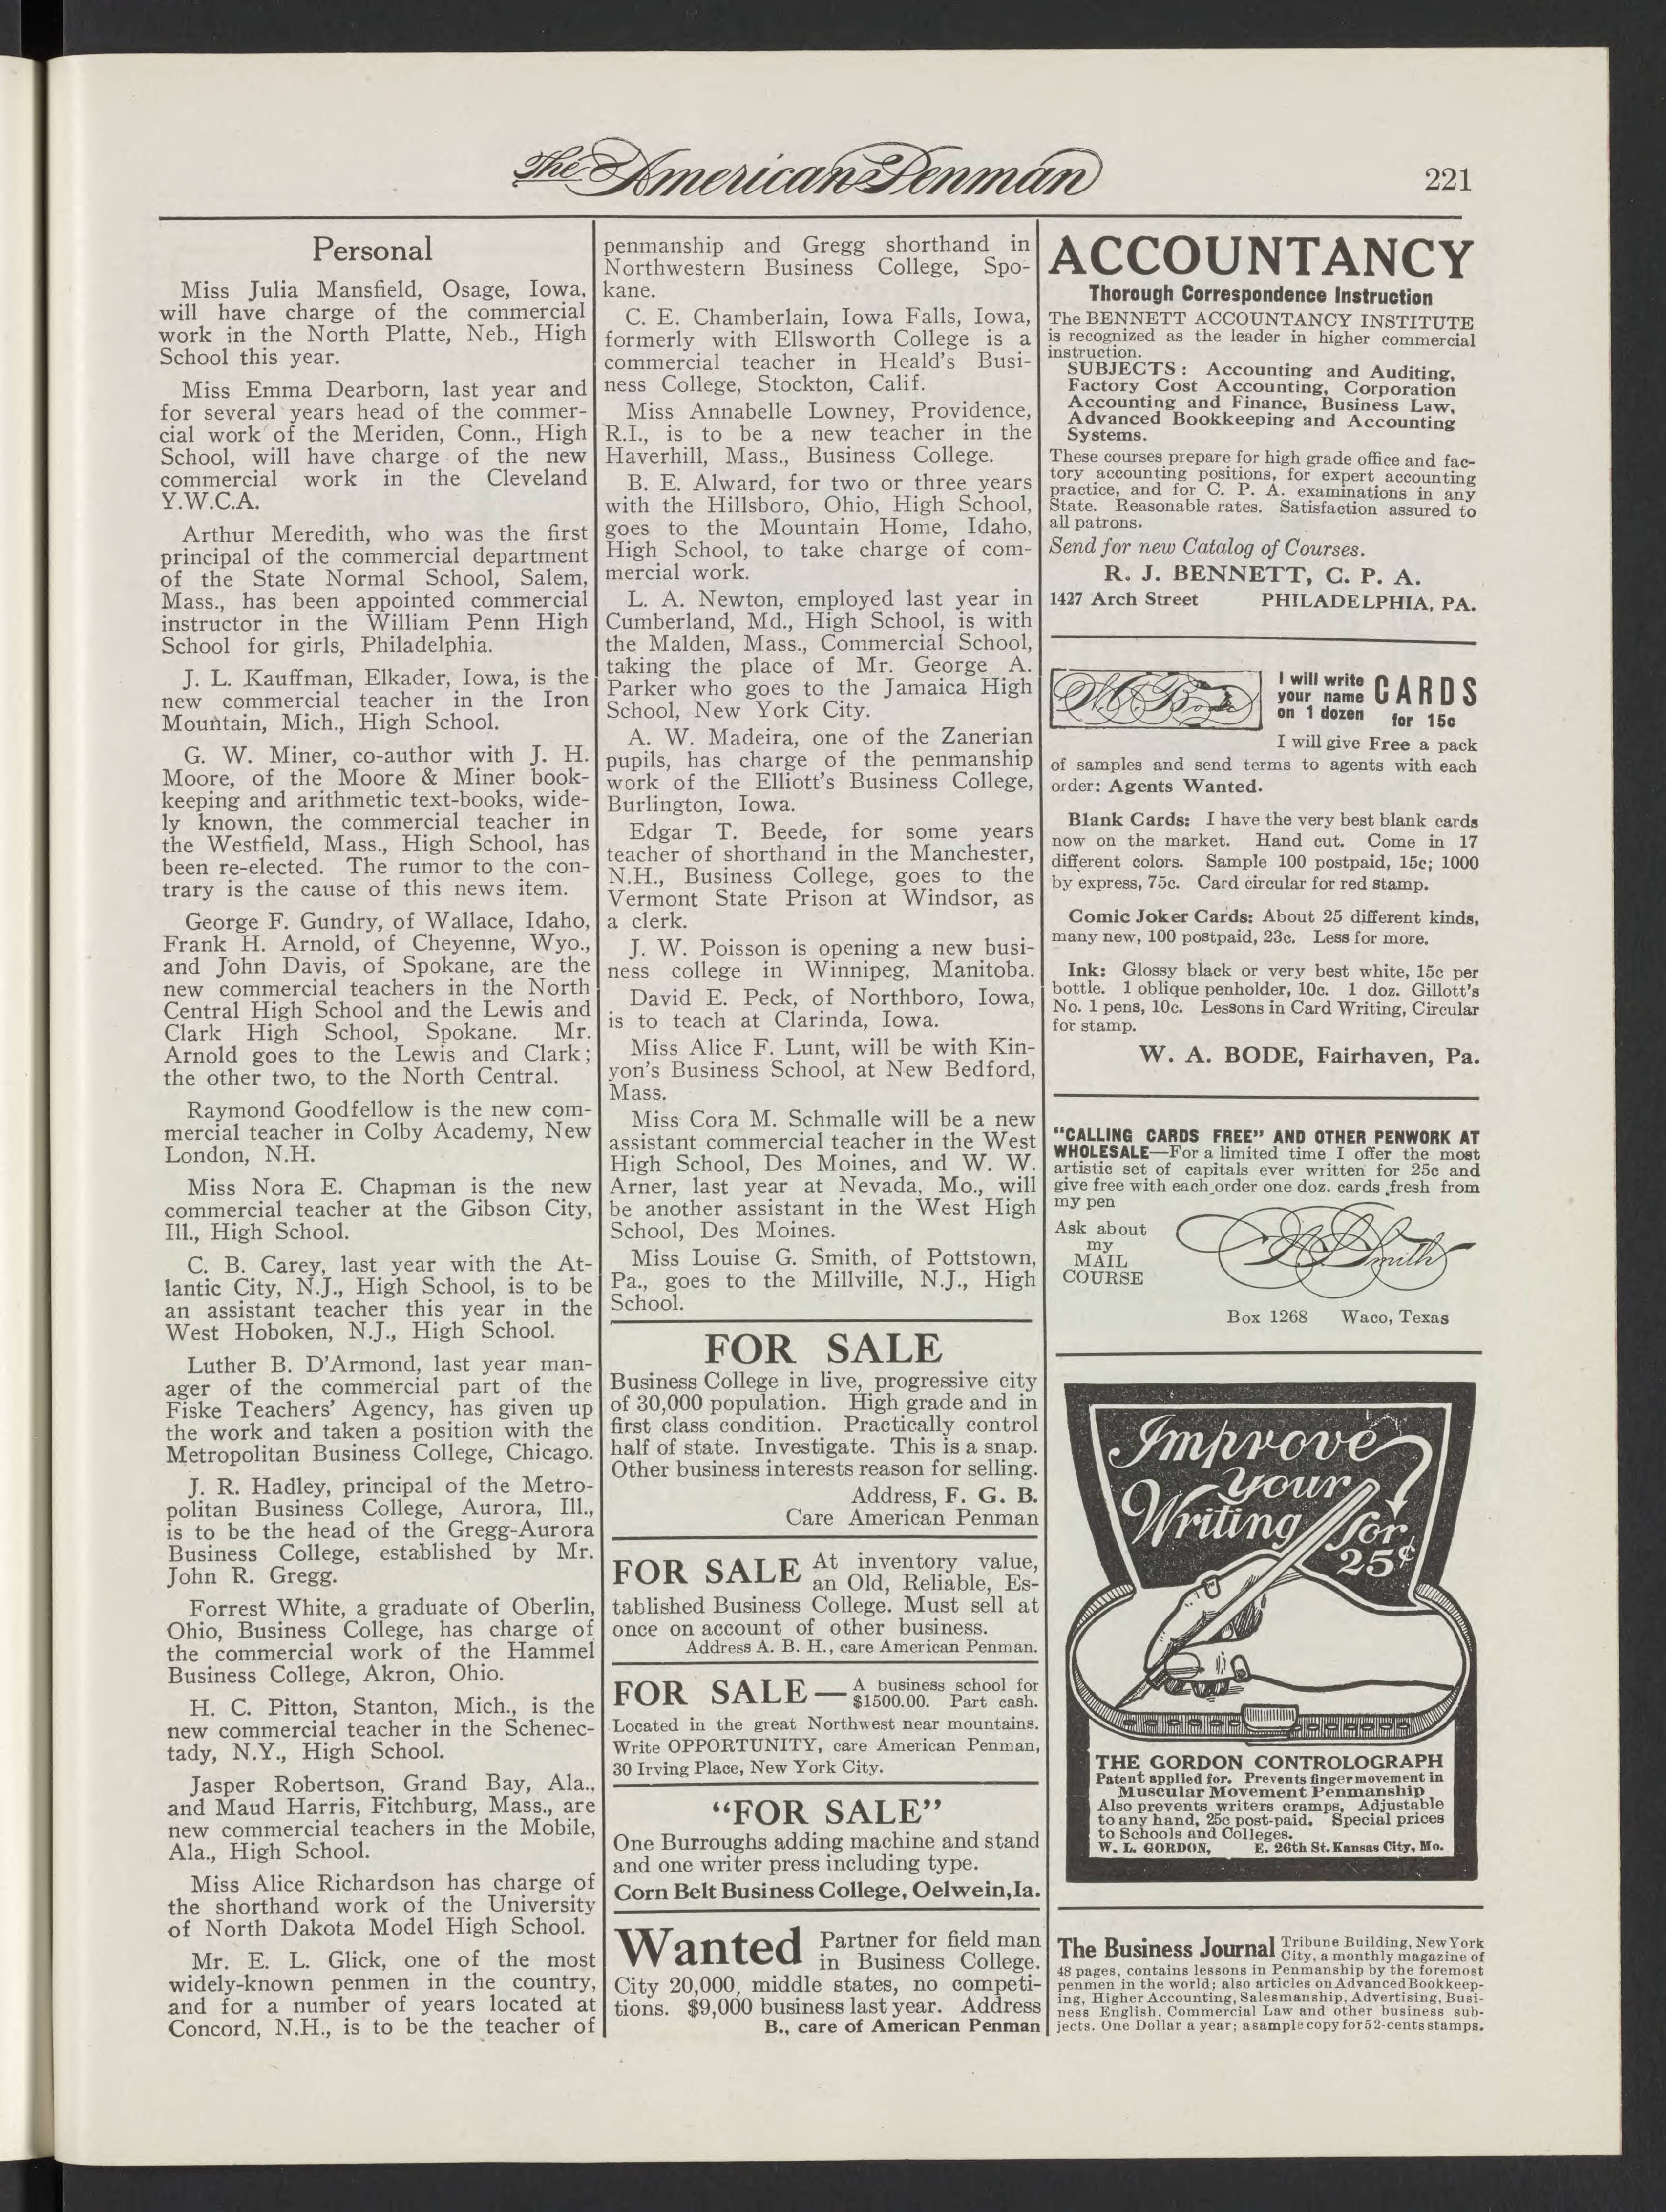 The American Penman
221
Personal
Miss Julia Mansfield, Osage, Iowa,
will have charge of the commercial
work in the North Platte, Neb., High
School this year.
Miss Emma Dearborn, last year and
for several years head of the commer-
cial work of the Meriden, Conn., High
School, will have charge of the new
commercial work in the Cleveland
Y.W.C.A.
Arthur Meredith, who was the first
principal of the commercial department
of the State Normal School, Salem,
Mass., has been appointed commercial
instructor in the William Penn High
School for girls, Philadelphia.
J. L. Kauffman, Elkader, Iowa, is the
new commercial teacher in the Iron
Mountain, Mich., High School.
G. W. Miner, co-author with J. H.
Moore, of the Moore & Miner book-
keeping and arithmetic text-books, wide-
ly known, the commercial teacher in
the Westfield, Mass., High School, has
been re-elected. The rumor to the con-
trary is the cause of this news item.
George F. Gundry, of Wallace, Idaho,
Frank H. Arnold, of Cheyenne, Wyo.,
and John Davis, of Spokane, are the
new commercial teachers in the North
Central High School and the Lewis and
Clark High School, Spokane. Mr.
Arnold goes to the Lewis and Clark;
the other two, to the North Central.
Raymond Goodfellow is the new com-
mercial teacher in Colby Academy, New
London, N.H.
Miss Nora E. Chapman is the new
commercial teacher at the Gibson City,
Ill., High School.
C. B. Carey, last year with the At-
lantic City, N.J., High School, is to be
an assistant teacher this year in the
West Hoboken, N.J., High School.
Luther B. D'Armond, last year man-
ager of the commercial part of the
Fiske Teachers' Agency, has given up
the work and taken a position with the
Metropolitan Business College, Chicago.
J. R. Hadley, principal of the Metro-
politan Business College, Aurora, Ill.,
is to be the head of the Gregg-Aurora
Business College, established by Mr.
John R. Gregg.
Forrest White, a graduate of Oberlin,
Ohio, Business College, has charge of
the commercial work of the Hammel
Business College, Akron, Ohio.
H. C. Pitton, Stanton, Mich., is the
new commercial teacher in the Schenec-
tady, N.Y., High School.
Jasper Robertson, Grand Bay, Ala.,
and Maud Harris, Fitchburg, Mass., are
new commercial teachers in the Mobile,
Ala., High School.
Miss Alice Richardson has charge of
the shorthand work of the University
of North Dakota Model High School.
Mr. E. L. Glick, one of the most
widely-known penmen in the country,
and for a number of years located at
Concord, N.H., is to be the teacher of
penmanship and Gregg shorthand in
Northwestern Business College, Spo-
kane.
C. E. Chamberlain, Iowa Falls, Iowa,
formerly with Ellsworth College is a
commercial teacher in Heald's Busi-
ness College, Stockton, Calif.
Miss Annabelle Lowney, Providence,
R.I., is to be a new teacher in the
Haverhill, Mass., Business College.
B. E. Alward, for two or three years
with the Hillsboro, Ohio, High School,
goes to the Mountain Home, Idaho,
High School, to take charge of com-
mercial work.
L. A. Newton, employed last year in
Cumberland, Md., High School, is with
the Malden, Mass., Commercial School,
taking the place of Mr. George A.
Parker who goes to the Jamaica High
School, New York City.
A. W. Madeira, one of the Zanerian
pupils, has charge of the penmanship
work of the Elliott's Business College,
Burlington, Iowa.
Edgar T. Beede, for some years
teacher of shorthand in the Manchester,
N.H., Business College, goes to the
Vermont State Prison at Windsor, as
a clerk.
J. W. Poisson is opening a new busi-
ness college in Winnipeg, Manitoba.
David E. Peck, of Northboro, Iowa,
is to teach at Clarinda, Iowa.
Miss Alice F. Lunt, will be with Kin-
yon's Business School, at New Bedford,
Mass.
Miss Cora M. Schmalle will be a new
assistant commercial teacher in the West
High School, Des Moines, and W. W.
Arner, last year at Nevada, Mo., will
be another assistant in the West High
School, Des Moines.
Miss Louise G. Smith, of Pottstown,
Pa., goes to the Millville, N.J., High
School.
FOR SALE
Business College in live, progressive city
of 30,000 population. High grade and in
first class condition. Practically control
half of state. Investigate. This is a snap.
Other business interests reason for selling.
Address, F. G. B.
Care American Penman
FOR SALE At inventory value,
an Old, Reliable, Es-
tablished Business College. Must sell at
once on account of other business.
Address A. B. H., care American Penman.
FOR SALE — A business school for
$1500.00. Part cash.
Located in the great Northwest near mountains.
Write OPPORTUNITY, care American Penman,
30 Irving Place, New York City.
"FOR SALE"
One Burroughs adding machine and stand
and one writer press including type.
Corn Belt Business College, Oelwein, Ia.
Wanted Partner for field man
in Business College.
City 20,000, middle states, no competi-
tions. $9,000 business last year. Address
B., care of American Penman
ACCOUNTANCY
Thorough Correspondence Instruction
The BENNETT ACCOUNTANCY INSTITUTE
is recognized as the leader in higher commercial
instruction.
SUBJECTS: Accounting and Auditing,
Factory Cost Accounting, Corporation
Accounting and Finance, Business Law,
Advanced Bookkeeping and Accounting
Systems.
These courses prepare for high grade office and fac-
tory accounting positions, for expert accounting
practice, and for C. P. A. examinations in any
State. Reasonable rates. Satisfaction assured to
all patrons.
Send for new Catalog of Courses.
R. J. BENNETT, C. P. A.
1427 Arch Street PHILADELPHIA, PA.
W A Bode
I will write
your name
on 1 dozen
CARDS
for 15c
I will give Free a pack
of samples and send terms to agents with each
order: Agents Wanted.
Blank Cards: I have the very best blank cards
now on the market. Hand cut. Come in 17
different colors. Sample 100 postpaid, 15c; 1000
by express, 75c. Card circular for red stamp.
Comic Joker Cards: About 25 different kinds,
many new, 100 postpaid, 23c. Less for more.
Ink: Glossy black or very best white, 15c per
bottle. 1 oblique penholder, 10c. 1 doz. Gillott's
No. 1 pens, 10c. Lessons in Card Writing, Circular
for stamp.
W. A. BODE, Fairhaven, Pa.
"CALLING CARDS FREE" AND OTHER PENWORK AT
WHOLESALE—For a limited time I offer the most
artistic set of capitals ever written for 25c and
give free with each order one doz. cards fresh from
my pen
Ask about
my
MAIL
COURSE
Smith
Box 1268 Waco, Texas
Improve
your
Writing for
25¢
THE GORDON CONTROLOGRAPH
Patent applied for. Prevents finger movement in
Muscular Movement Penmanship
Also prevents writers cramps, Adjustable
to any hand, 25c post-paid. Special prices
to Schools and Colleges.
W. L. GORDON, E. 26th St. Kansas City, Mo.
The Business Journal Tribune Building, New York
City, a monthly magazine of
48 pages, contains lessons in Penmanship by the foremost
penmen in the world; also articles on Advanced Bookkeep-
ing, Higher Accounting, Salesmanship, Advertising, Busi-
ness English, Commercial Law and other business sub-
jects. One Dollar a year; a sample copy for 5 2-cents stamps.